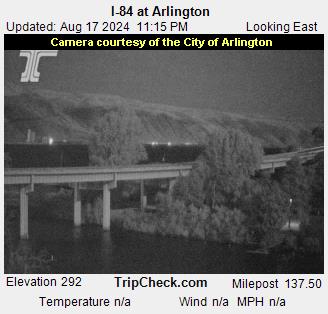 I-84 at Arlington
Updated: Aug 17 2024 11:15 PM Looking East
Camera courtesy of the City of Arlington
Elevation 292 TripCheck.com Milepost 137.50
Temperature n/a Wind n/a MPH n/a